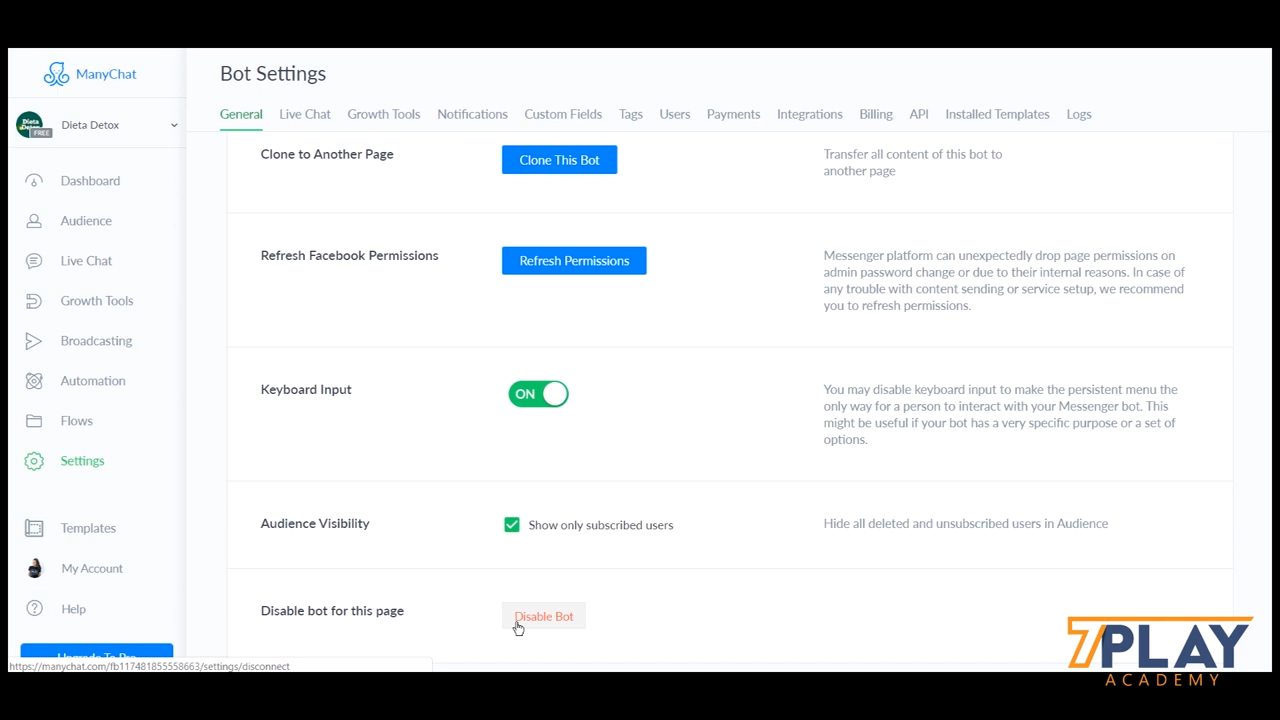 ManyChat
Bot Settings
Dieta Detox
FREE
Dieta Detox
General Live Chat Growth Tools Notifications Custom Fields Tags Users Payments Integrations Billing API Installed Templates Logs
Dashboard
Audience
Live Chat
Growth Tools
Broadcasting
Automation
Flows
Settings
Templates
My Account
Help
Upgrade To Pro
Clone to Another Page
Clone This Bot
Transfer all content of this bot to
another page
Refresh Facebook Permissions
Refresh Permissions
Messenger platform can unexpectedly drop page permissions on
admin password change or due to their internal reasons. In case of
any trouble with content sending or service setup, we recommend
you to refresh permissions.
Keyboard Input
ON
You may disable keyboard input to make the persistent menu the
only way for a person to interact with your Messenger bot. This
might be useful if your bot has a very specific purpose or a set of
options.
Audience Visibility
Show only subscribed users
Hide all deleted and unsubscribed users in Audience
Disable bot for this page
Disable Bot
https://manychat.com/fb117481855558663/settings/disconnect
7PLAY
ACADEMY